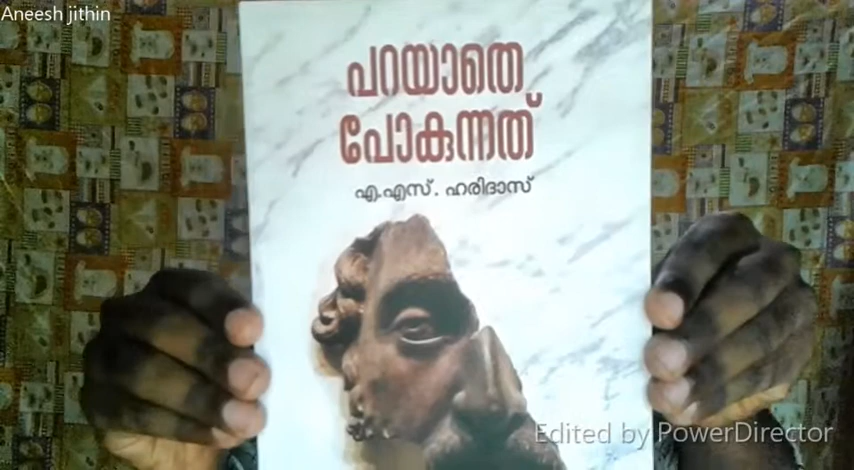 Aneesh jithin
പറയാതെ
പോകുന്നത്
എ.എസ്. ഹരിദാസ്
Edited by PowerDirector